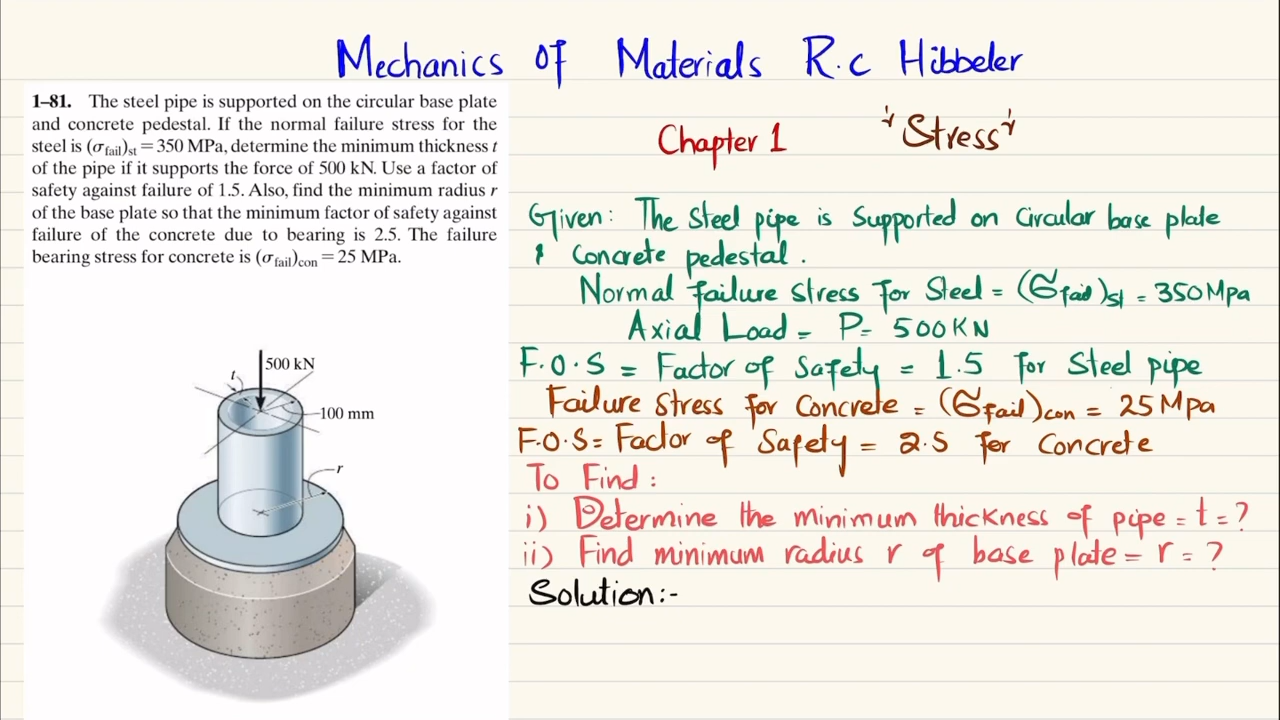 Mechanics of Materials R.c Hibbeler
1–81. The steel pipe is supported on the circular base plate
and concrete pedestal. If the normal failure stress for the
steel is (σfail)st = 350 MPa, determine the minimum thickness t
of the pipe if it supports the force of 500 kN. Use a factor of
safety against failure of 1.5. Also, find the minimum radius r
of the base plate so that the minimum factor of safety against
failure of the concrete due to bearing is 2.5. The failure
bearing stress for concrete is (σfail)con = 25 MPa.
t
500 kN
100 mm
r
Chapter 1
Stress
Given: The Steel pipe is Supported on Circular base plate
& Concrete pedestal.
Normal failure stress for Steel = (σfail)st = 350MPa
Axial Load = P= 500KN
F.O.S = Factor of Safety = 1.5 for Steel pipe
Failure Stress for Concrete = (σfail)con = 25MPa
F.O.S= Factor of Safety = 2.5 for Concrete
To Find:
i) Determine the minimum thickness of pipe = t = ?
ii) Find minimum radius r of base plate = r = ?
Solution:-